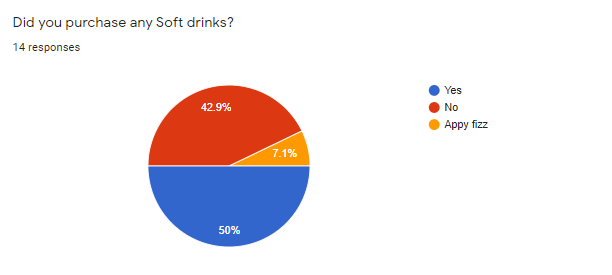 Did you purchase any Soft drinks?
14 responses
42.9%
7.1%
50%
Yes
No
Appy fizz